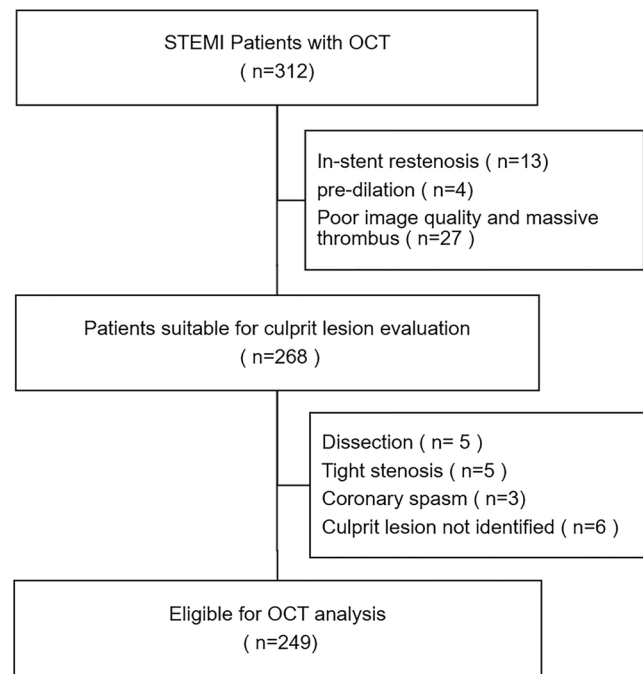 STEMI Patients with OCT
( n=312)
In-stent restenosis ( n=13)
pre-dilation ( n=4)
Poor image quality and massive
thrombus ( n=27 )
Patients suitable for culprit lesion evaluation
( n=268 )
Dissection ( n= 5 )
Tight stenosis ( n=5 )
Coronary spasm ( n=3)
Culprit lesion not identified ( n=6 )
Eligible for OCT analysis
( n=249)